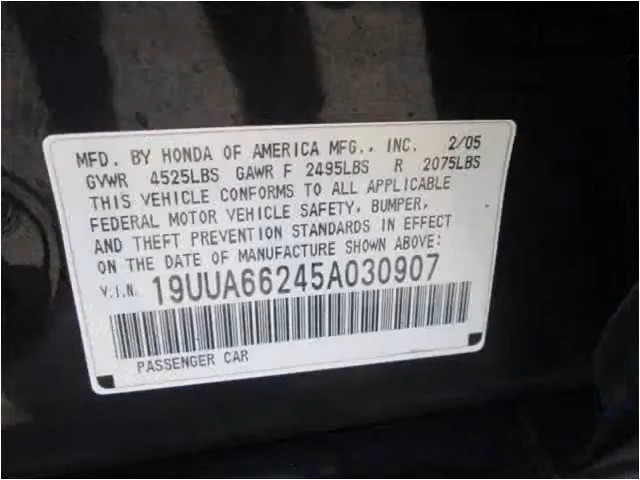 MFD. BY HONDA OF AMERICA MFG., INC. 2/05
GVWR 4525LBS GAWR F 2495LBS R 2075LBS
THIS VEHICLE CONFORMS TO ALL APPLICABLE
FEDERAL MOTOR VEHICLE SAFETY, BUMPER,
AND THEFT PREVENTION STANDARDS IN EFFECT
ON THE DATE OF MANUFACTURE SHOWN ABOVE:
V.I.N. 19UUA66245A030907
PASSENGER CAR